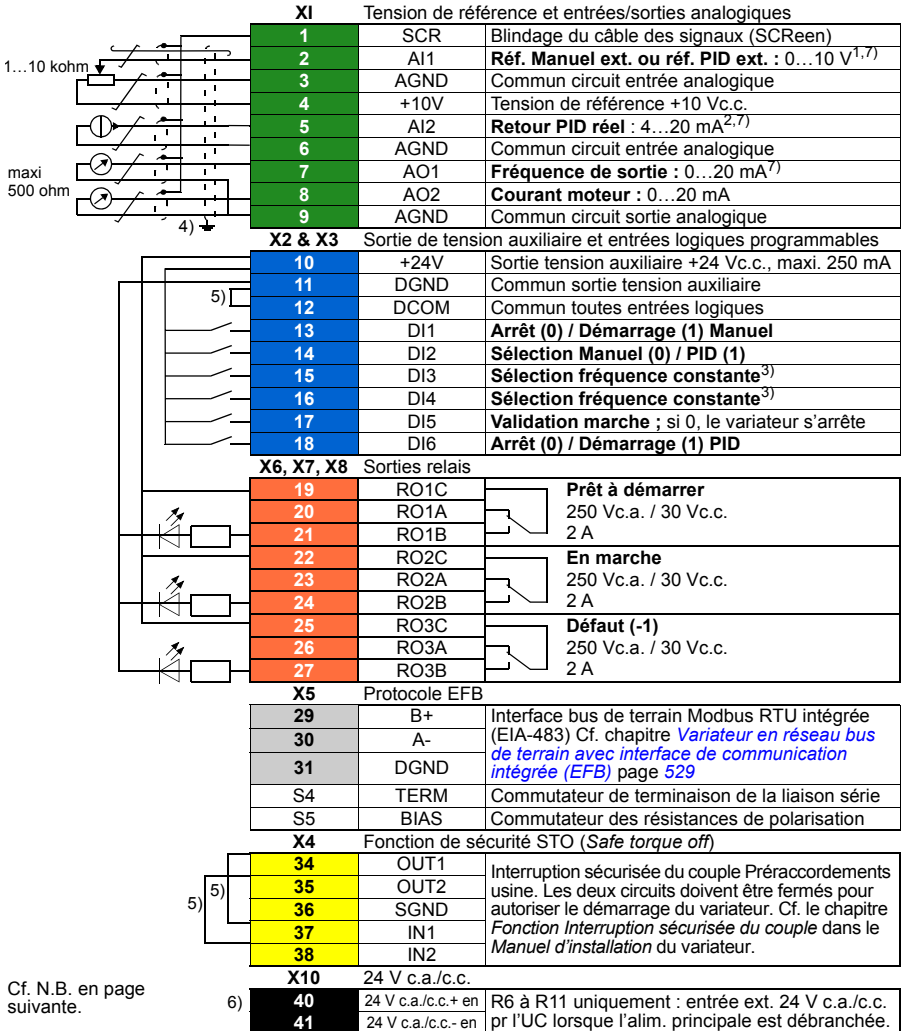 XI Tension de référence et entrées/sorties analogiques
1 SCR Blindage du câble des signaux (SCReen)
1…10 kohm
2 AI1 Réf. Manuel ext. ou réf. PID ext. : 0…10 V1,7)
3 AGND Commun circuit entrée analogique
4 +10V Tension de référence +10 Vc.c.
5 AI2 Retour PID réel : 4…20 mA2,7)
6 AGND Commun circuit entrée analogique
maxi
500 ohm
7 AO1 Fréquence de sortie : 0…20 mA7)
8 AO2 Courant moteur : 0…20 mA
4)
9 AGND Commun circuit sortie analogique
X2 & X3 Sortie de tension auxiliaire et entrées logiques programmables
10 +24V Sortie tension auxiliaire +24 Vc.c., maxi. 250 mA
11 DGND Commun sortie tension auxiliaire
5)
12 DCOM Commun toutes entrées logiques
13 DI1 Arrêt (0) / Démarrage (1) Manuel
14 DI2 Sélection Manuel (0) / PID (1)
15 DI3 Sélection fréquence constante3)
16 DI4 Sélection fréquence constante3)
17 DI5 Validation marche ; si 0, le variateur s’arrête
18 DI6 Arrêt (0) / Démarrage (1) PID
X6, X7, X8 Sorties relais
19 RO1C Prêt à démarrer
20 RO1A 250 Vc.a. / 30 Vc.c.
21 RO1B 2 A
22 RO2C En marche
23 RO2A 250 Vc.a. / 30 Vc.c.
24 RO2B 2 A
25 RO3C Défaut (-1)
26 RO3A 250 Vc.a. / 30 Vc.c.
27 RO3B 2 A
X5 Protocole EFB
29 B+ Interface bus de terrain Modbus RTU intégrée
30 A- (EIA-483) Cf. chapitre Variateur en réseau bus
de terrain avec interface de communication
31 DGND intégrée (EFB) page 529
S4 TERM Commutateur de terminaison de la liaison série
S5 BIAS Commutateur des résistances de polarisation
X4 Fonction de sécurité STO (Safe torque off)
34 OUT1 Interruption sécurisée du couple Préraccordements
5) 5)
35 OUT2 usine. Les deux circuits doivent être fermés pour
36 SGND autoriser le démarrage du variateur. Cf. le chapitre
37 IN1 Fonction Interruption sécurisée du couple dans le
38 IN2 Manuel d’installation du variateur.
X10 24 V c.a./c.c.
Cf. N.B. en page
suivante.
6)
40 24 V c.a./c.c.+ en R6 à R11 uniquement : entrée ext. 24 V c.a./c.c.
41 24 V c.a./c.c.- en pr l’UC lorsque l’alim. principale est débranchée.